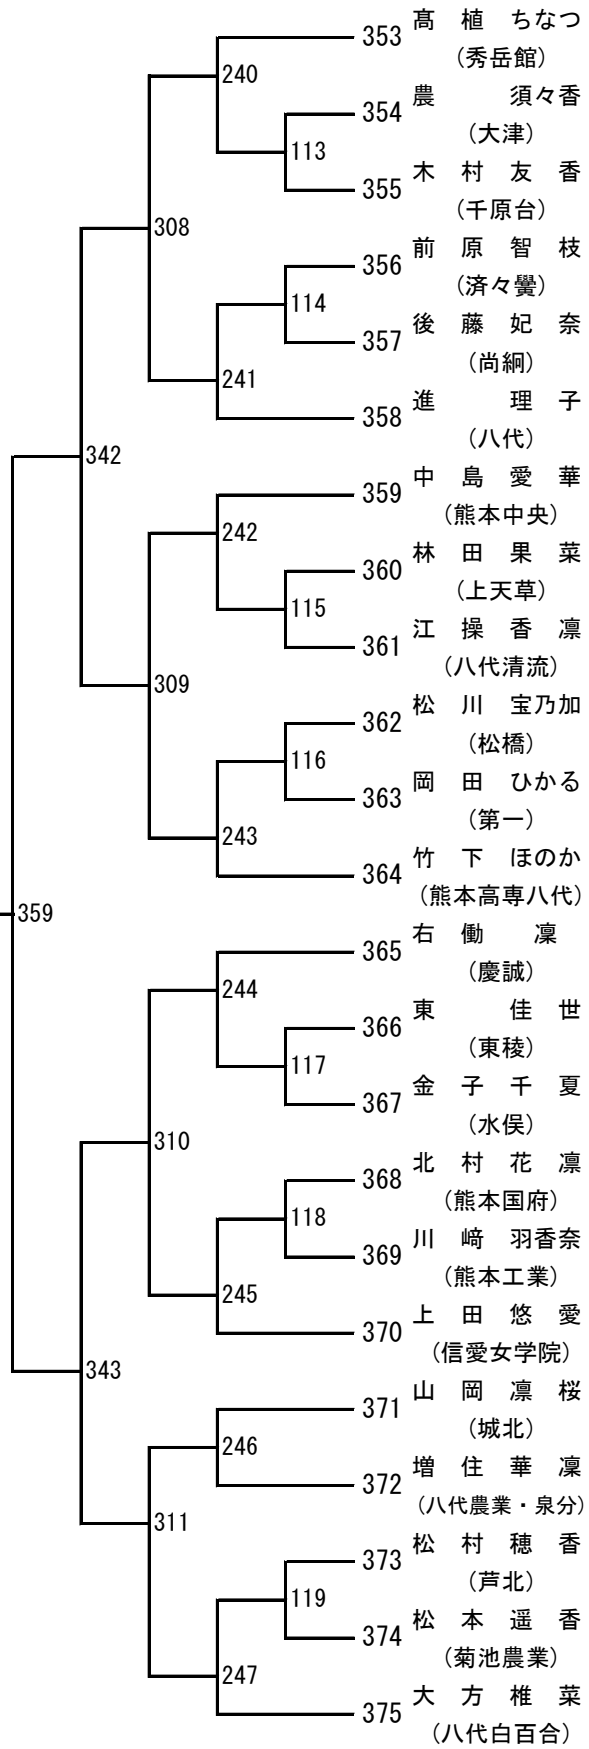 353 髙植 ちなつ
(秀岳館)
240
354 農 須々香
(大津)
113
355 木村友香
(千原台)
308
356 前原智枝
(済々黌)
114
357 後藤妃奈
(尚絅)
241
358 進 理子
(八代)
342
359 中島愛華
(熊本中央)
242
360 林田果菜
(上天草)
115
361 江操香凛
(八代清流)
309
362 松川 宝乃加
(松橋)
116
363 岡田 ひかる
(第一)
243
364 竹下 ほのか
(熊本高専八代)
359
365 右働 凜
(慶誠)
244
366 東 佳世
(東稜)
117
367 金子千夏
(水俣)
310
368 北村花凛
(熊本国府)
118
369 川﨑 羽香奈
(熊本工業)
245
370 上田悠愛
(信愛女学院)
343
371 山岡凛桜
(城北)
246
372 増住華凜
(八代農業・泉分)
311
373 松村穂香
(芦北)
119
374 松本遥香
(菊池農業)
247
375 大方椎菜
(八代白百合)